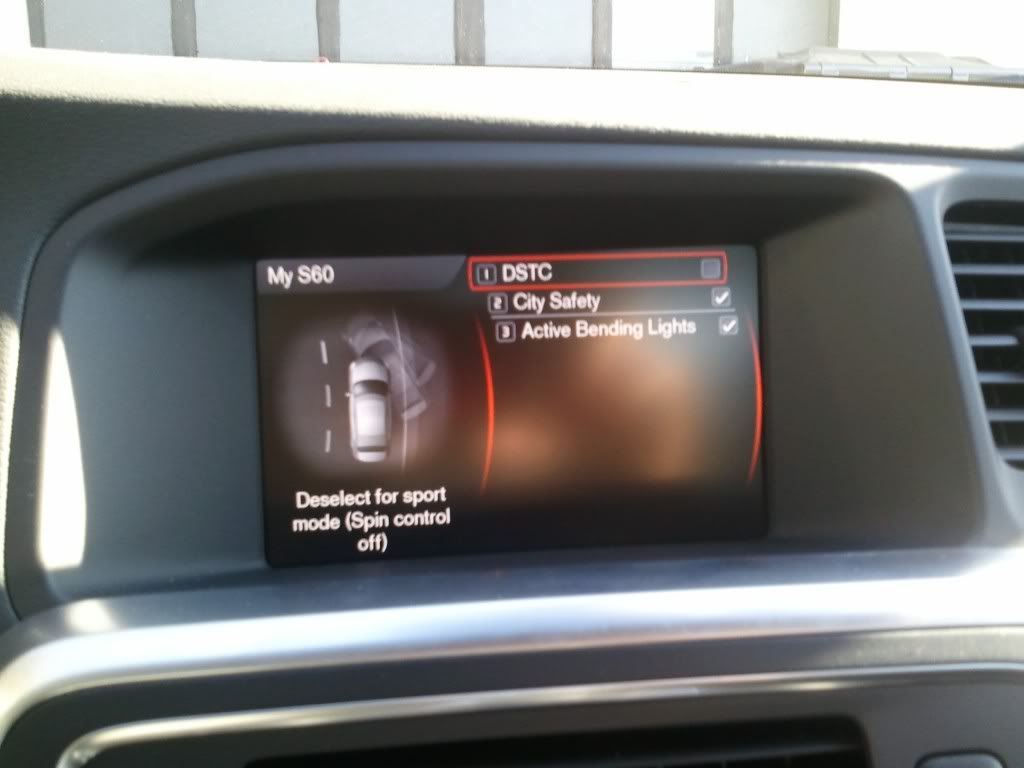 My S60
1 DSTC
2 City Safety
3 Active Bending Lights
Deselect for sport
mode (Spin control
off)